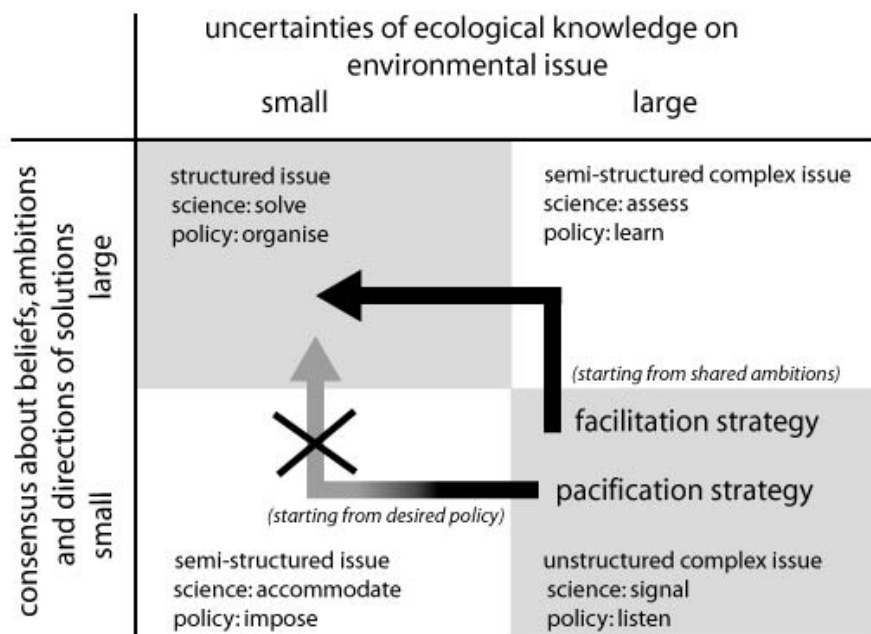 uncertainties of ecological knowledge on
environmental issue
small large
consensus about beliefs, ambitions
and directions of solutions
large
small
structured issue
science: solve
policy: organise
semi-structured complex issue
science: assess
policy: learn
(starting from shared ambitions)
facilitation strategy
pacification strategy
(starting from desired policy)
semi-structured issue
science: accommodate
policy: impose
unstructured complex issue
science: signal
policy: listen